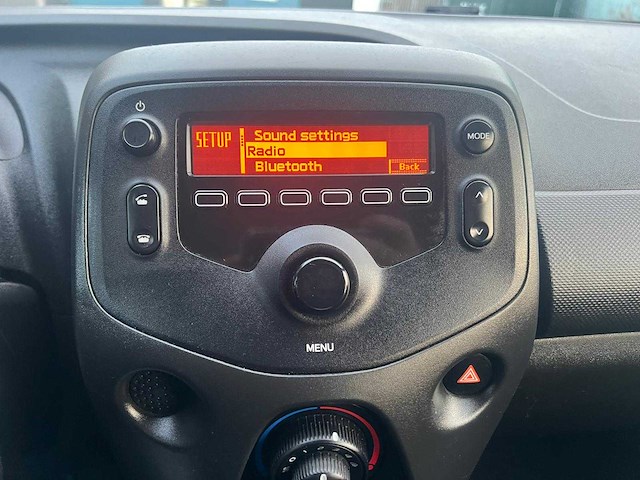 SETUP
Sound settings
Radio
Bluetooth
Back
MODE
MENU